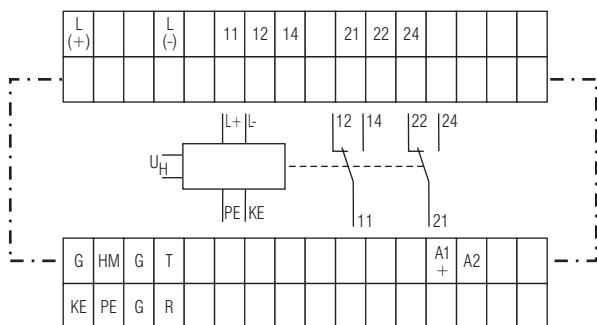 L (+) L (-) 11 12 14 21 22 24
L+ L- 12 14 22 24
UH
PE KE 11 21
G HM G T A1 + A2
KE PE G R